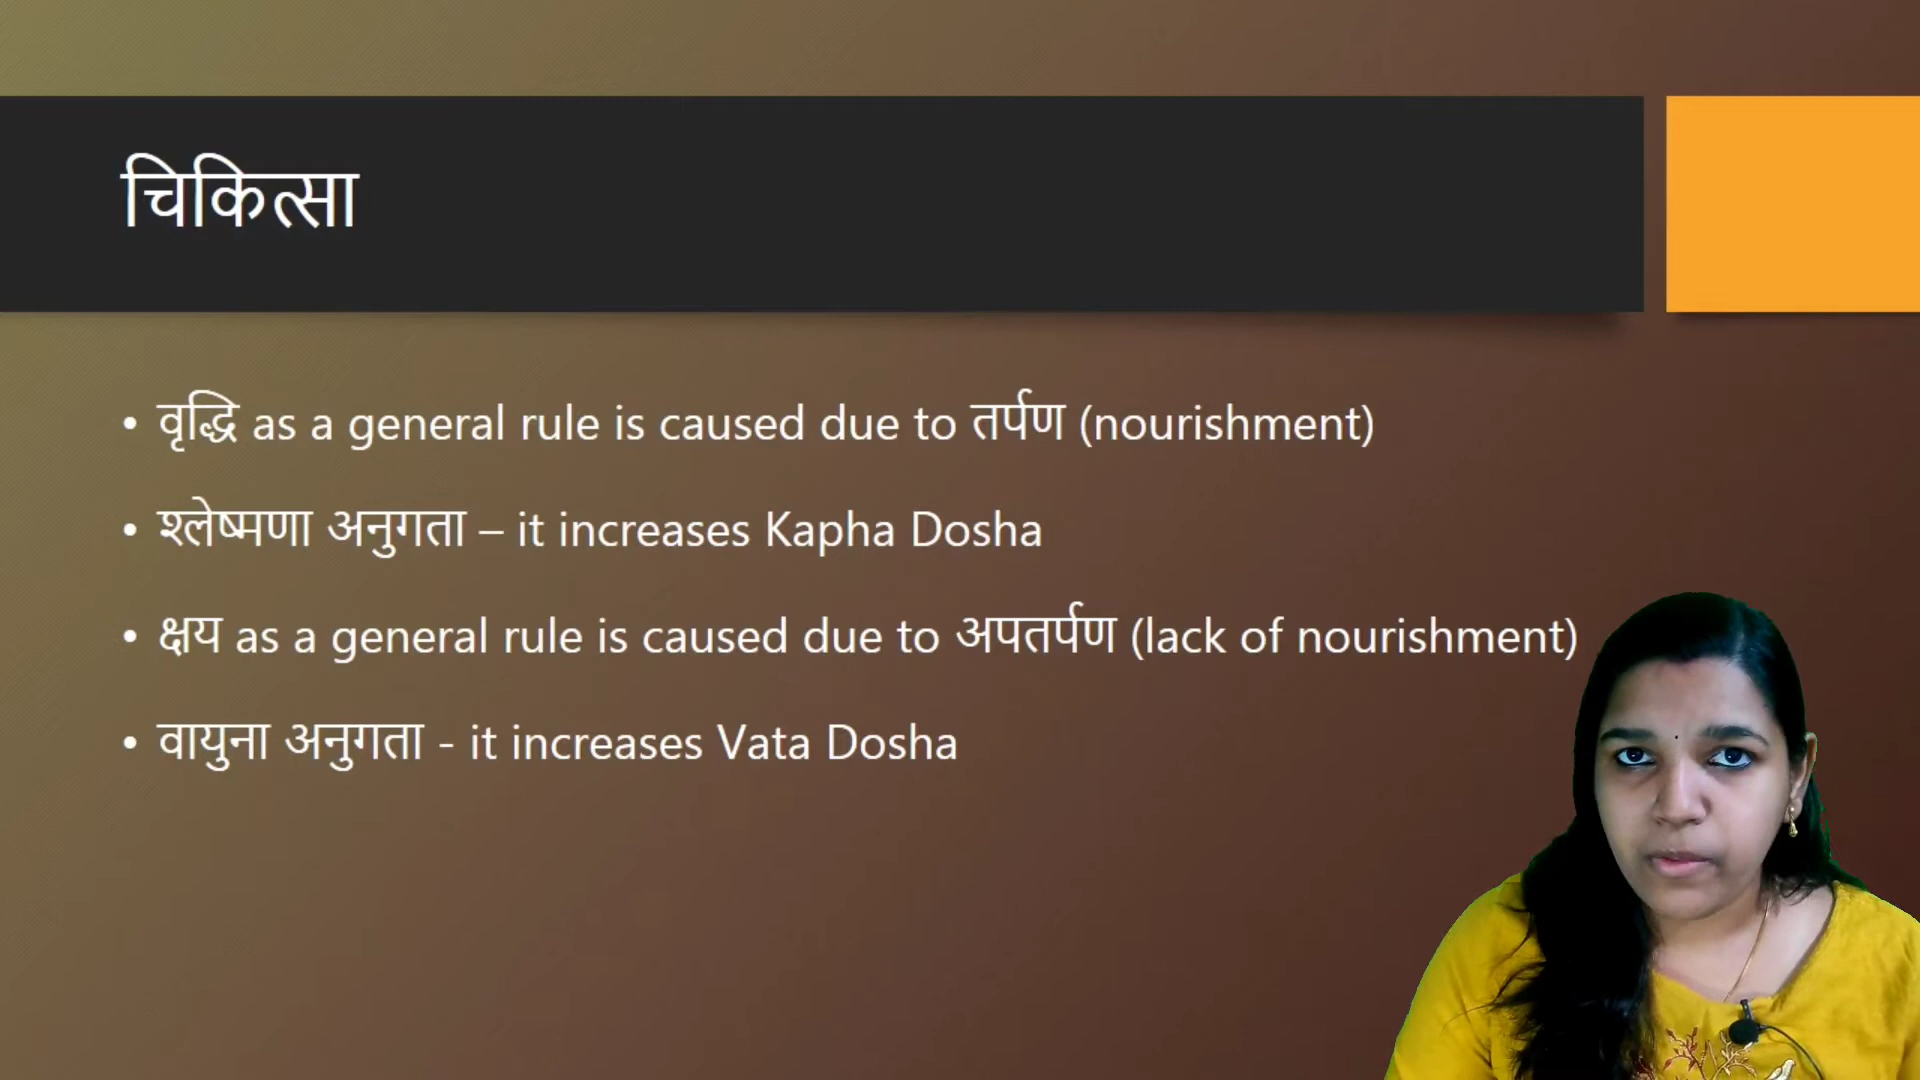 चिकित्सा
• वृद्धि as a general rule is caused due to तर्पण (nourishment)
• श्लेष्मणा अनुगता – it increases Kapha Dosha
• क्षय as a general rule is caused due to अपतर्पण (lack of nourishment)
• वायुना अनुगता - it increases Vata Dosha